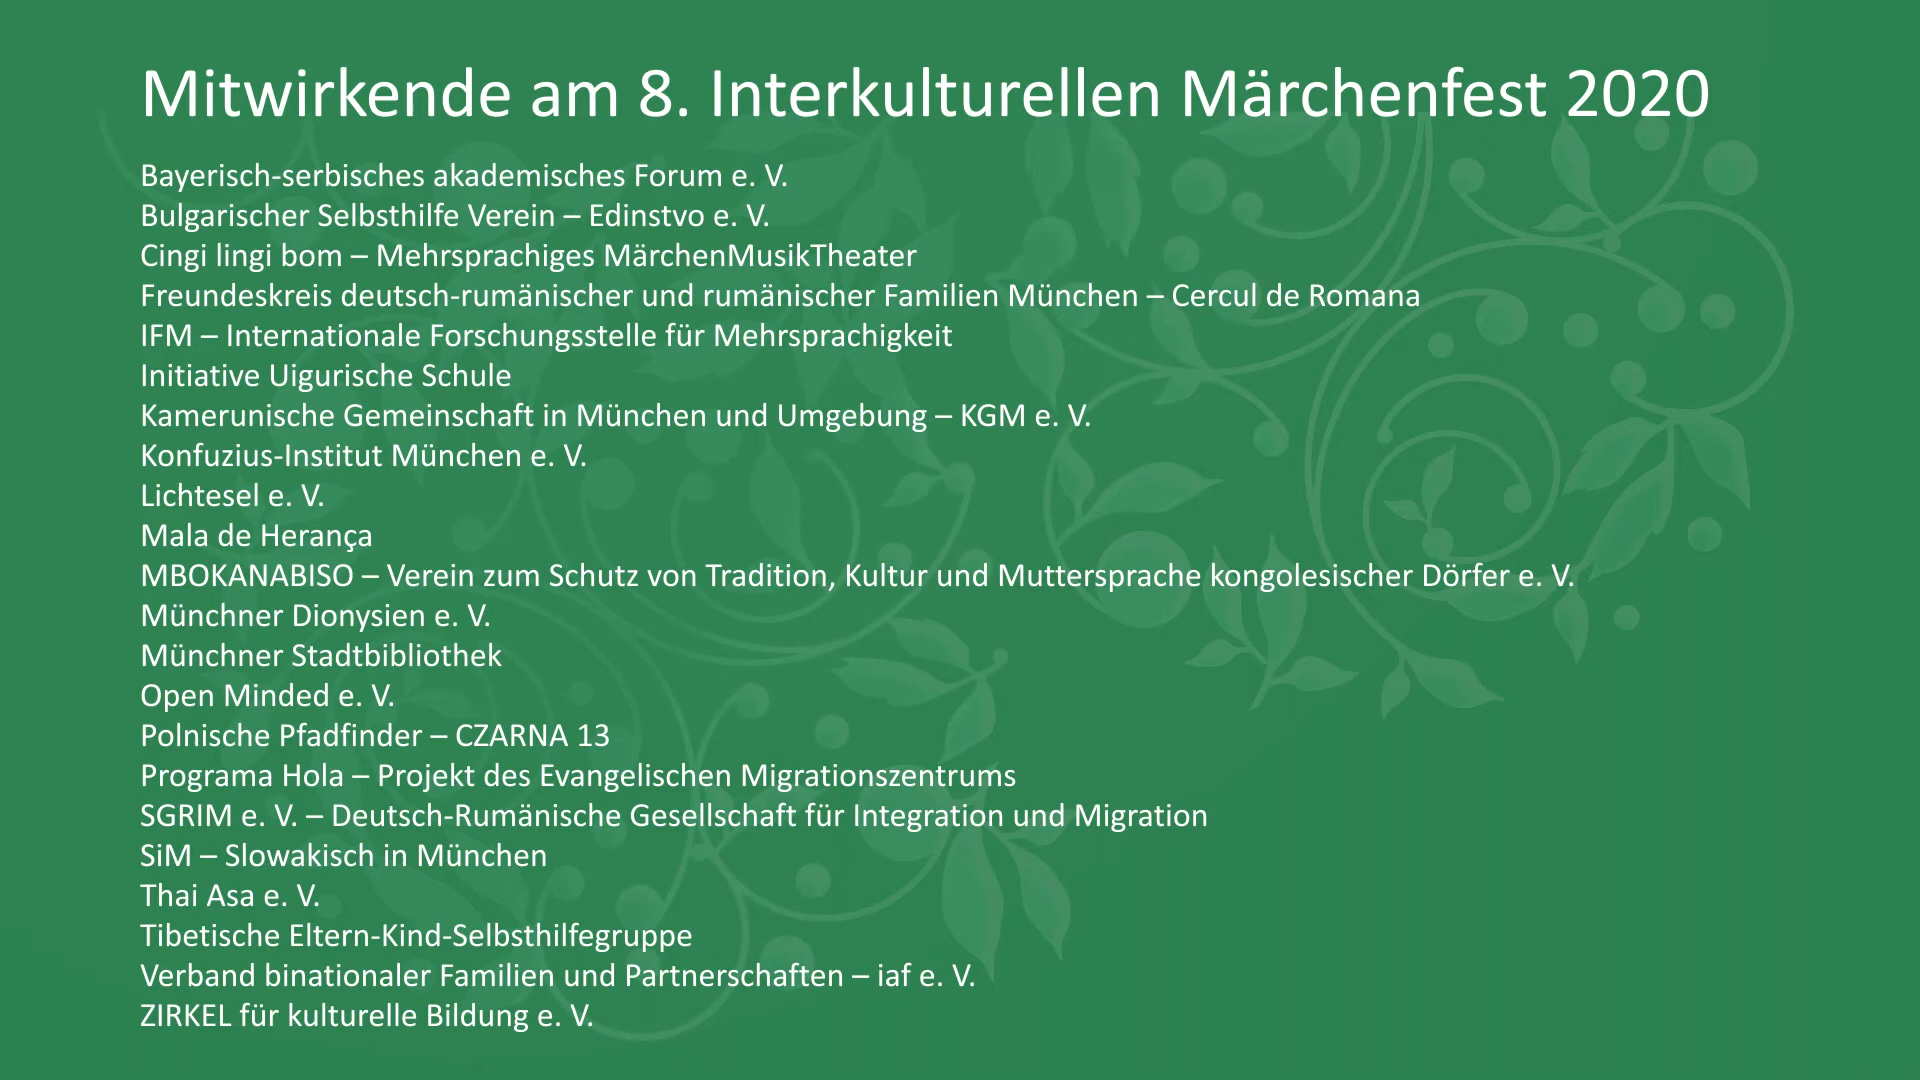 Mitwirkende am 8. Interkulturellen Märchenfest 2020
Bayerisch-serbisches akademisches Forum e. V.
Bulgarischer Selbsthilfe Verein – Edinstvo e. V.
Cingi lingi bom – Mehrsprachiges MärchenMusikTheater
Freundeskreis deutsch-rumänischer und rumänischer Familien München – Cercul de Romana
IFM – Internationale Forschungsstelle für Mehrsprachigkeit
Initiative Uigurische Schule
Kamerunische Gemeinschaft in München und Umgebung – KGM e. V.
Konfuzius-Institut München e. V.
Lichtesel e. V.
Mala de Herança
MBOKANABISO – Verein zum Schutz von Tradition, Kultur und Muttersprache kongolesischer Dörfer e. V.
Münchner Dionysien e. V.
Münchner Stadtbibliothek
Open Minded e. V.
Polnische Pfadfinder – CZARNA 13
Programa Hola – Projekt des Evangelischen Migrationszentrums
SGRIM e. V. – Deutsch-Rumänische Gesellschaft für Integration und Migration
SiM – Slowakisch in München
Thai Asa e. V.
Tibetische Eltern-Kind-Selbsthilfegruppe
Verband binationaler Familien und Partnerschaften – iaf e. V.
ZIRKEL für kulturelle Bildung e. V.